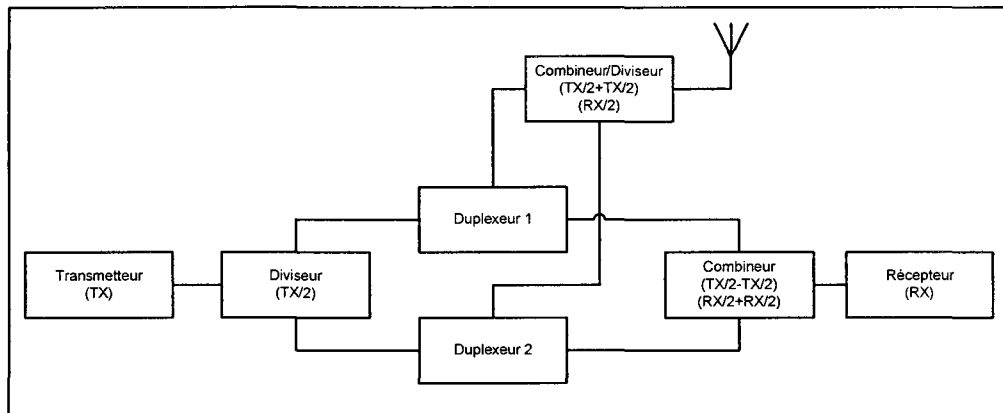 Combineur/Diviseur
(TX/2+TX/2)
(RX/2)
Duplexeur 1
Transmetteur
(TX)
Diviseur
(TX/2)
Combineur
(TX/2-TX/2)
(RX/2+RX/2)
Récepteur
(RX)
Duplexeur 2